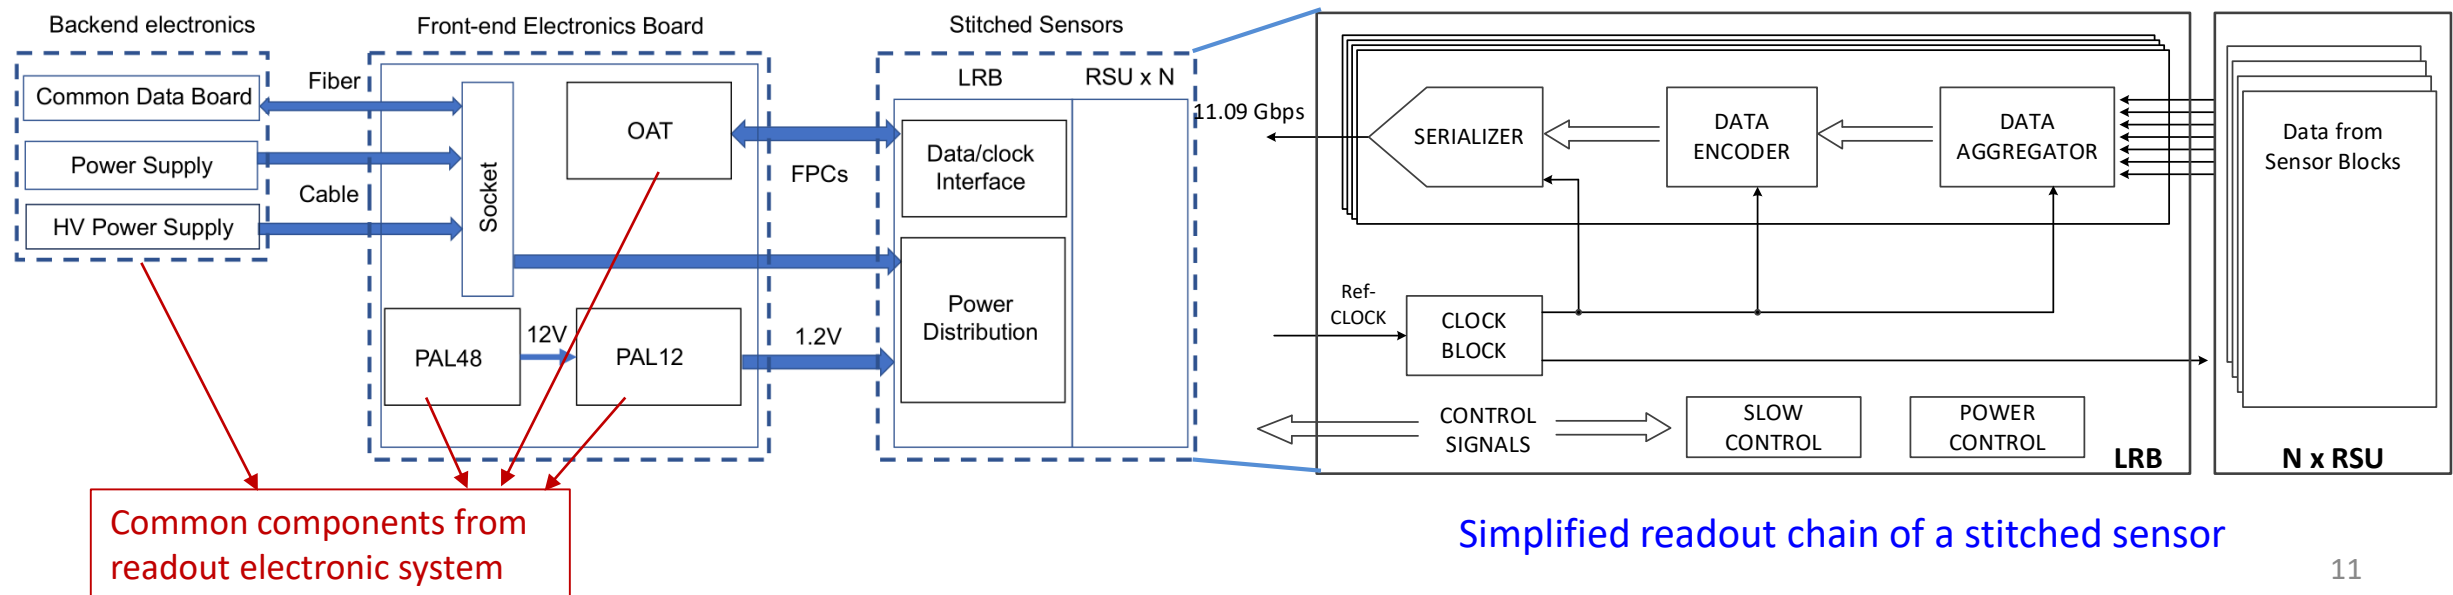 Backend electronics
Common Data Board
Power Supply
HV Power Supply
Fiber
Cable
Front-end Electronics Board
Socket
OAT
PAL48
12V
PAL12
FPCs
1.2V
Stitched Sensors
LRB
RSU x N
Data/clock
Interface
Power
Distribution
Common components from
readout electronic system
11.09 Gbps
SERIALIZER
DATA
ENCODER
DATA
AGGREGATOR
Data from
Sensor Blocks
Ref-
CLOCK
CLOCK
BLOCK
CONTROL
SIGNALS
SLOW
CONTROL
POWER
CONTROL
LRB
N x RSU
Simplified readout chain of a stitched sensor
11